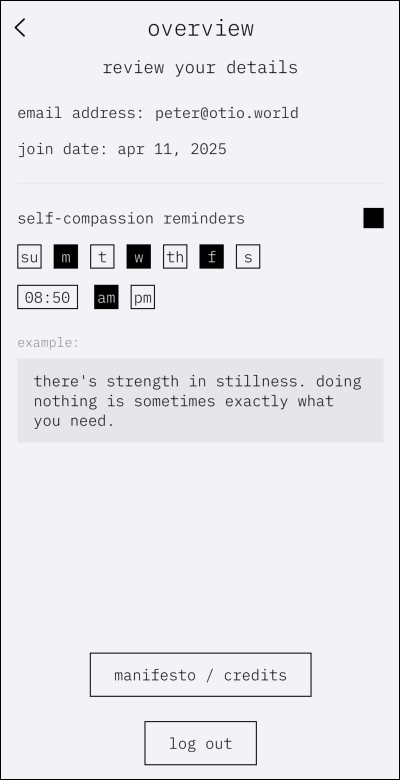 overview
review your details
email address: peter@otio.world
join date: apr 11, 2025
self-compassion reminders
su m t w th f s
08:50 am pm
example:
there's strength in stillness. doing
nothing is sometimes exactly what
you need.
manifesto / credits
log out